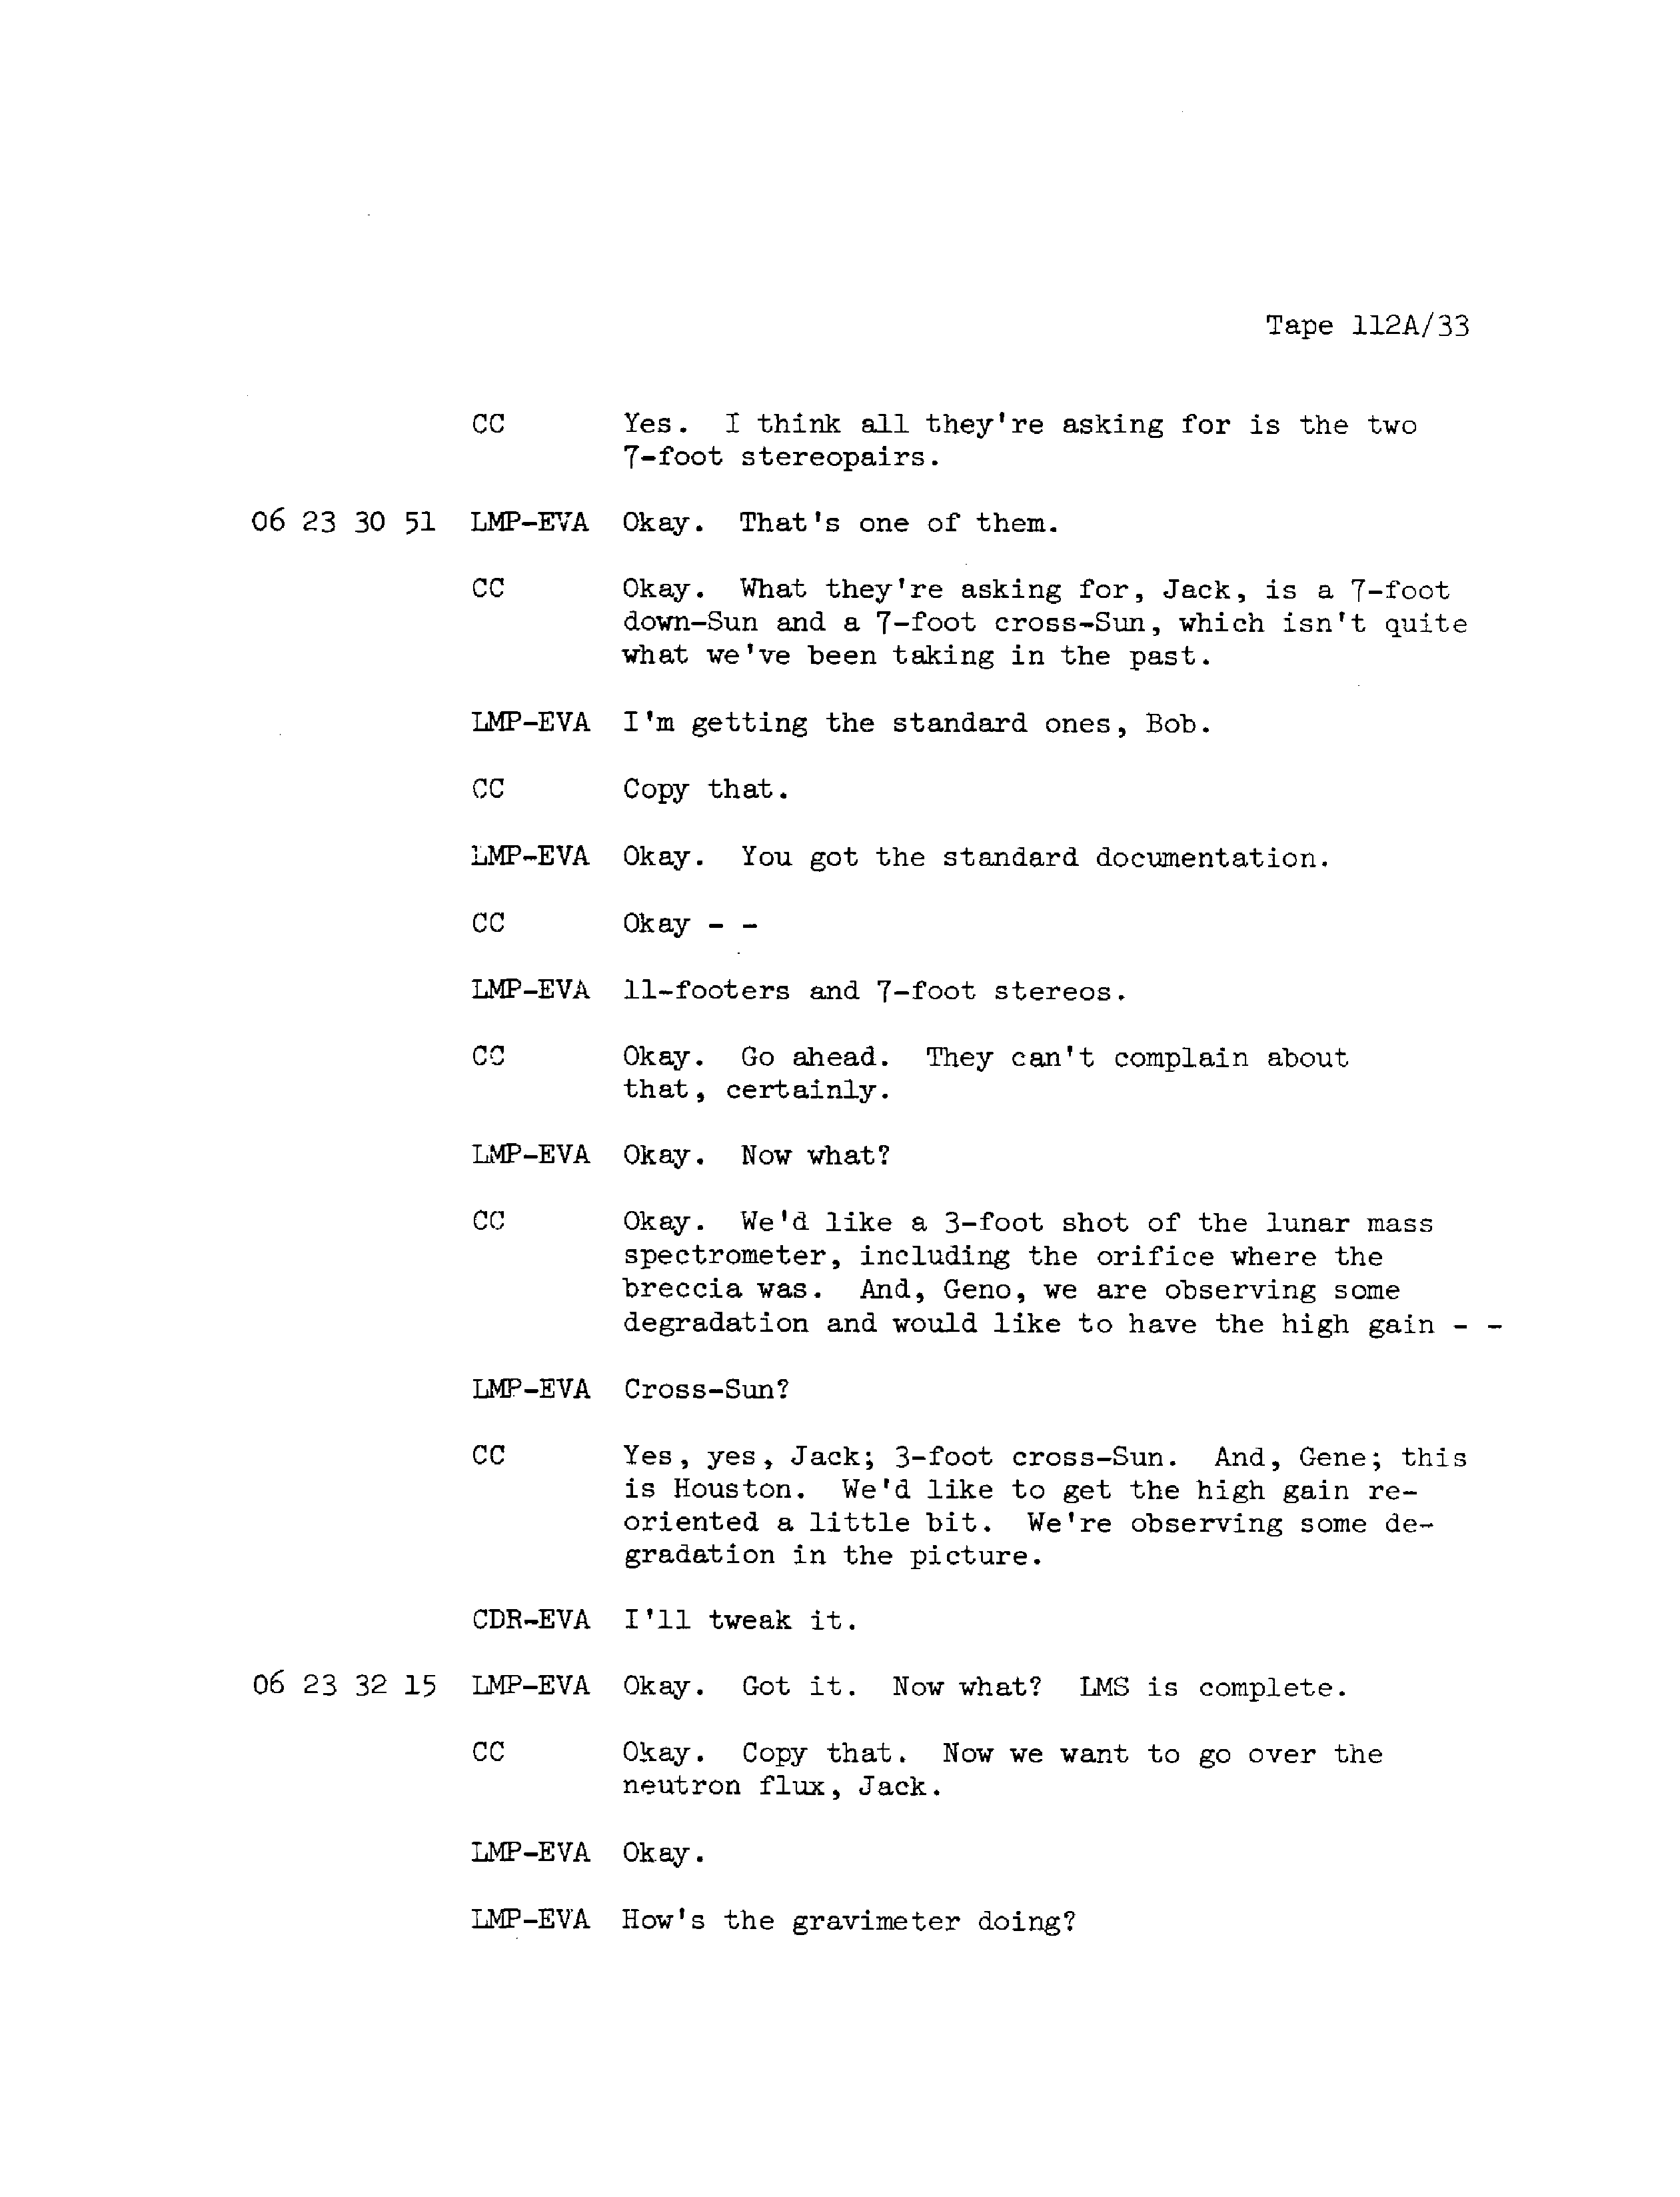 Tape 112A/33
CC Yes. I think all they're asking for is the two
7-foot stereopairs.
06 23 30 51 LMP-EVA Okay. That's one of them.
CC Okay. What they're asking for, Jack, is a 7-foot
down-Sun and a 7-foot cross-Sun, which isn't quite
what we've been taking in the past.
LMP-EVA I'm getting the standard ones, Bob.
CC Copy that.
LMP-EVA Okay. You got the standard documentation.
CC Okay - -
LMP-EVA 11-footers and 7-foot stereos.
CC Okay. Go ahead. They can't complain about
that, certainly.
LMP-EVA Okay. Now what?
CC Okay. We'd like a 3-foot shot of the lunar mass
spectrometer, including the orifice where the
breccia was. And, Geno, we are observing some
degradation and would like to have the high gain - -
LMP-EVA Cross-Sun?
CC Yes, yes, Jack; 3-foot cross-Sun. And, Gene; this
is Houston. We'd like to get the high gain re-
oriented a little bit. We're observing some de-
gradation in the picture.
CDR-EVA I'll tweak it.
06 23 32 15 LMP-EVA Okay. Got it. Now what? LMS is complete.
CC Okay. Copy that. Now we want to go over the
neutron flux, Jack.
LMP-EVA Okay.
LMP-EVA How's the gravimeter doing?